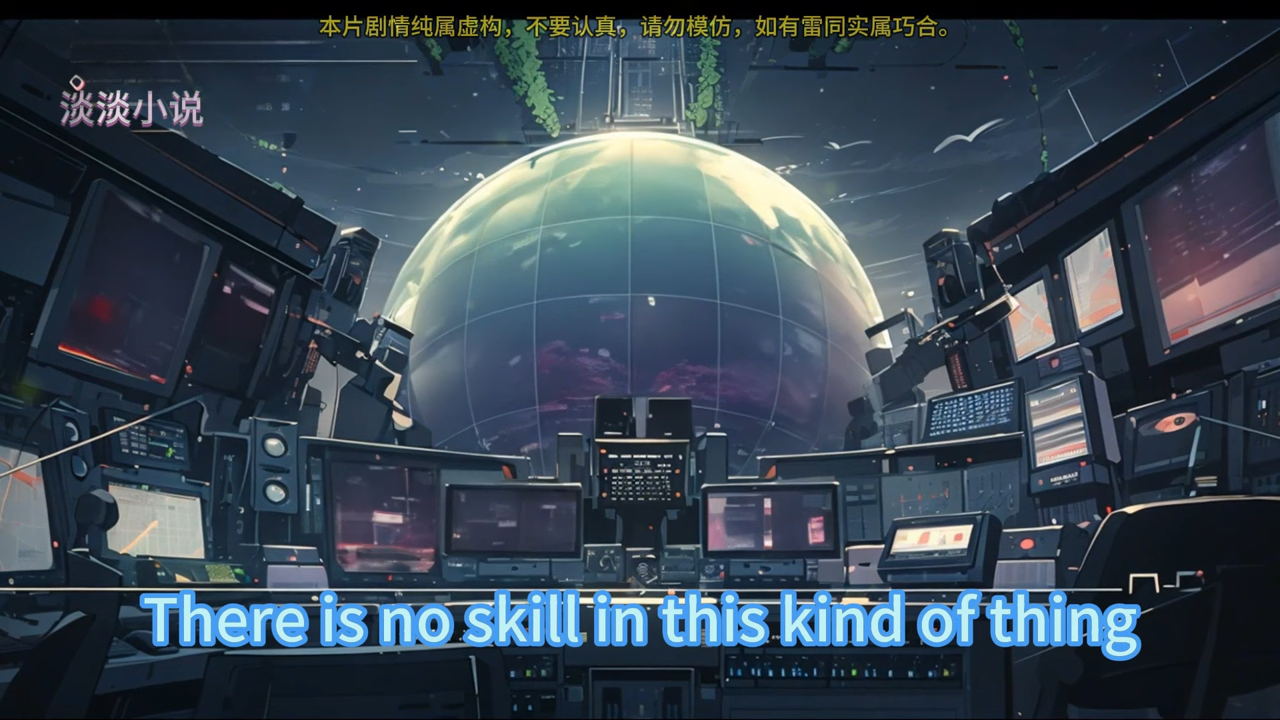 本片剧情纯属虚构，不要认真，请勿模仿，如有雷同实属巧合。
淡淡小说
There is no skill in this kind of thing